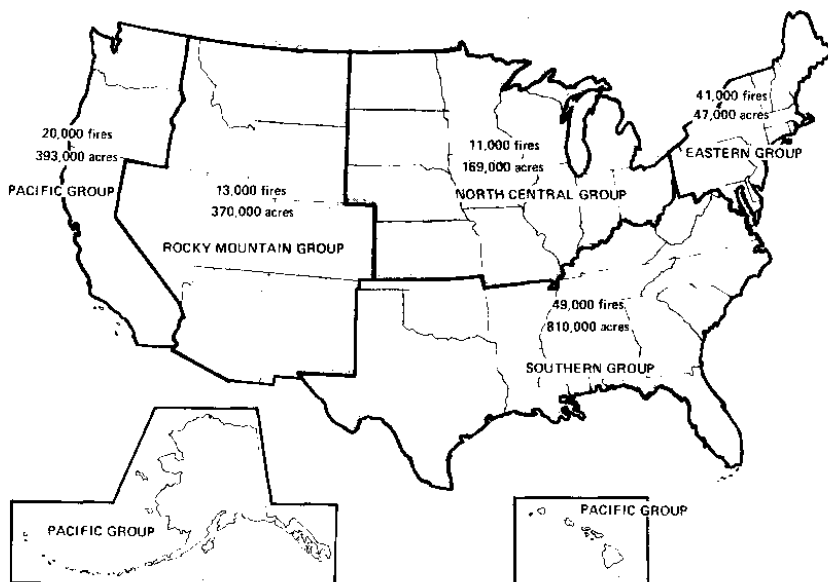 20,000 fires
393,000 acres
PACIFIC GROUP
13,000 fires
370,000 acres
ROCKY MOUNTAIN GROUP
11,000 fires
169,000 acres
NORTH CENTRAL GROUP
41,000 fires
47,000 acres
EASTERN GROUP
49,000 fires
810,000 acres
SOUTHERN GROUP
PACIFIC GROUP
PACIFIC GROUP